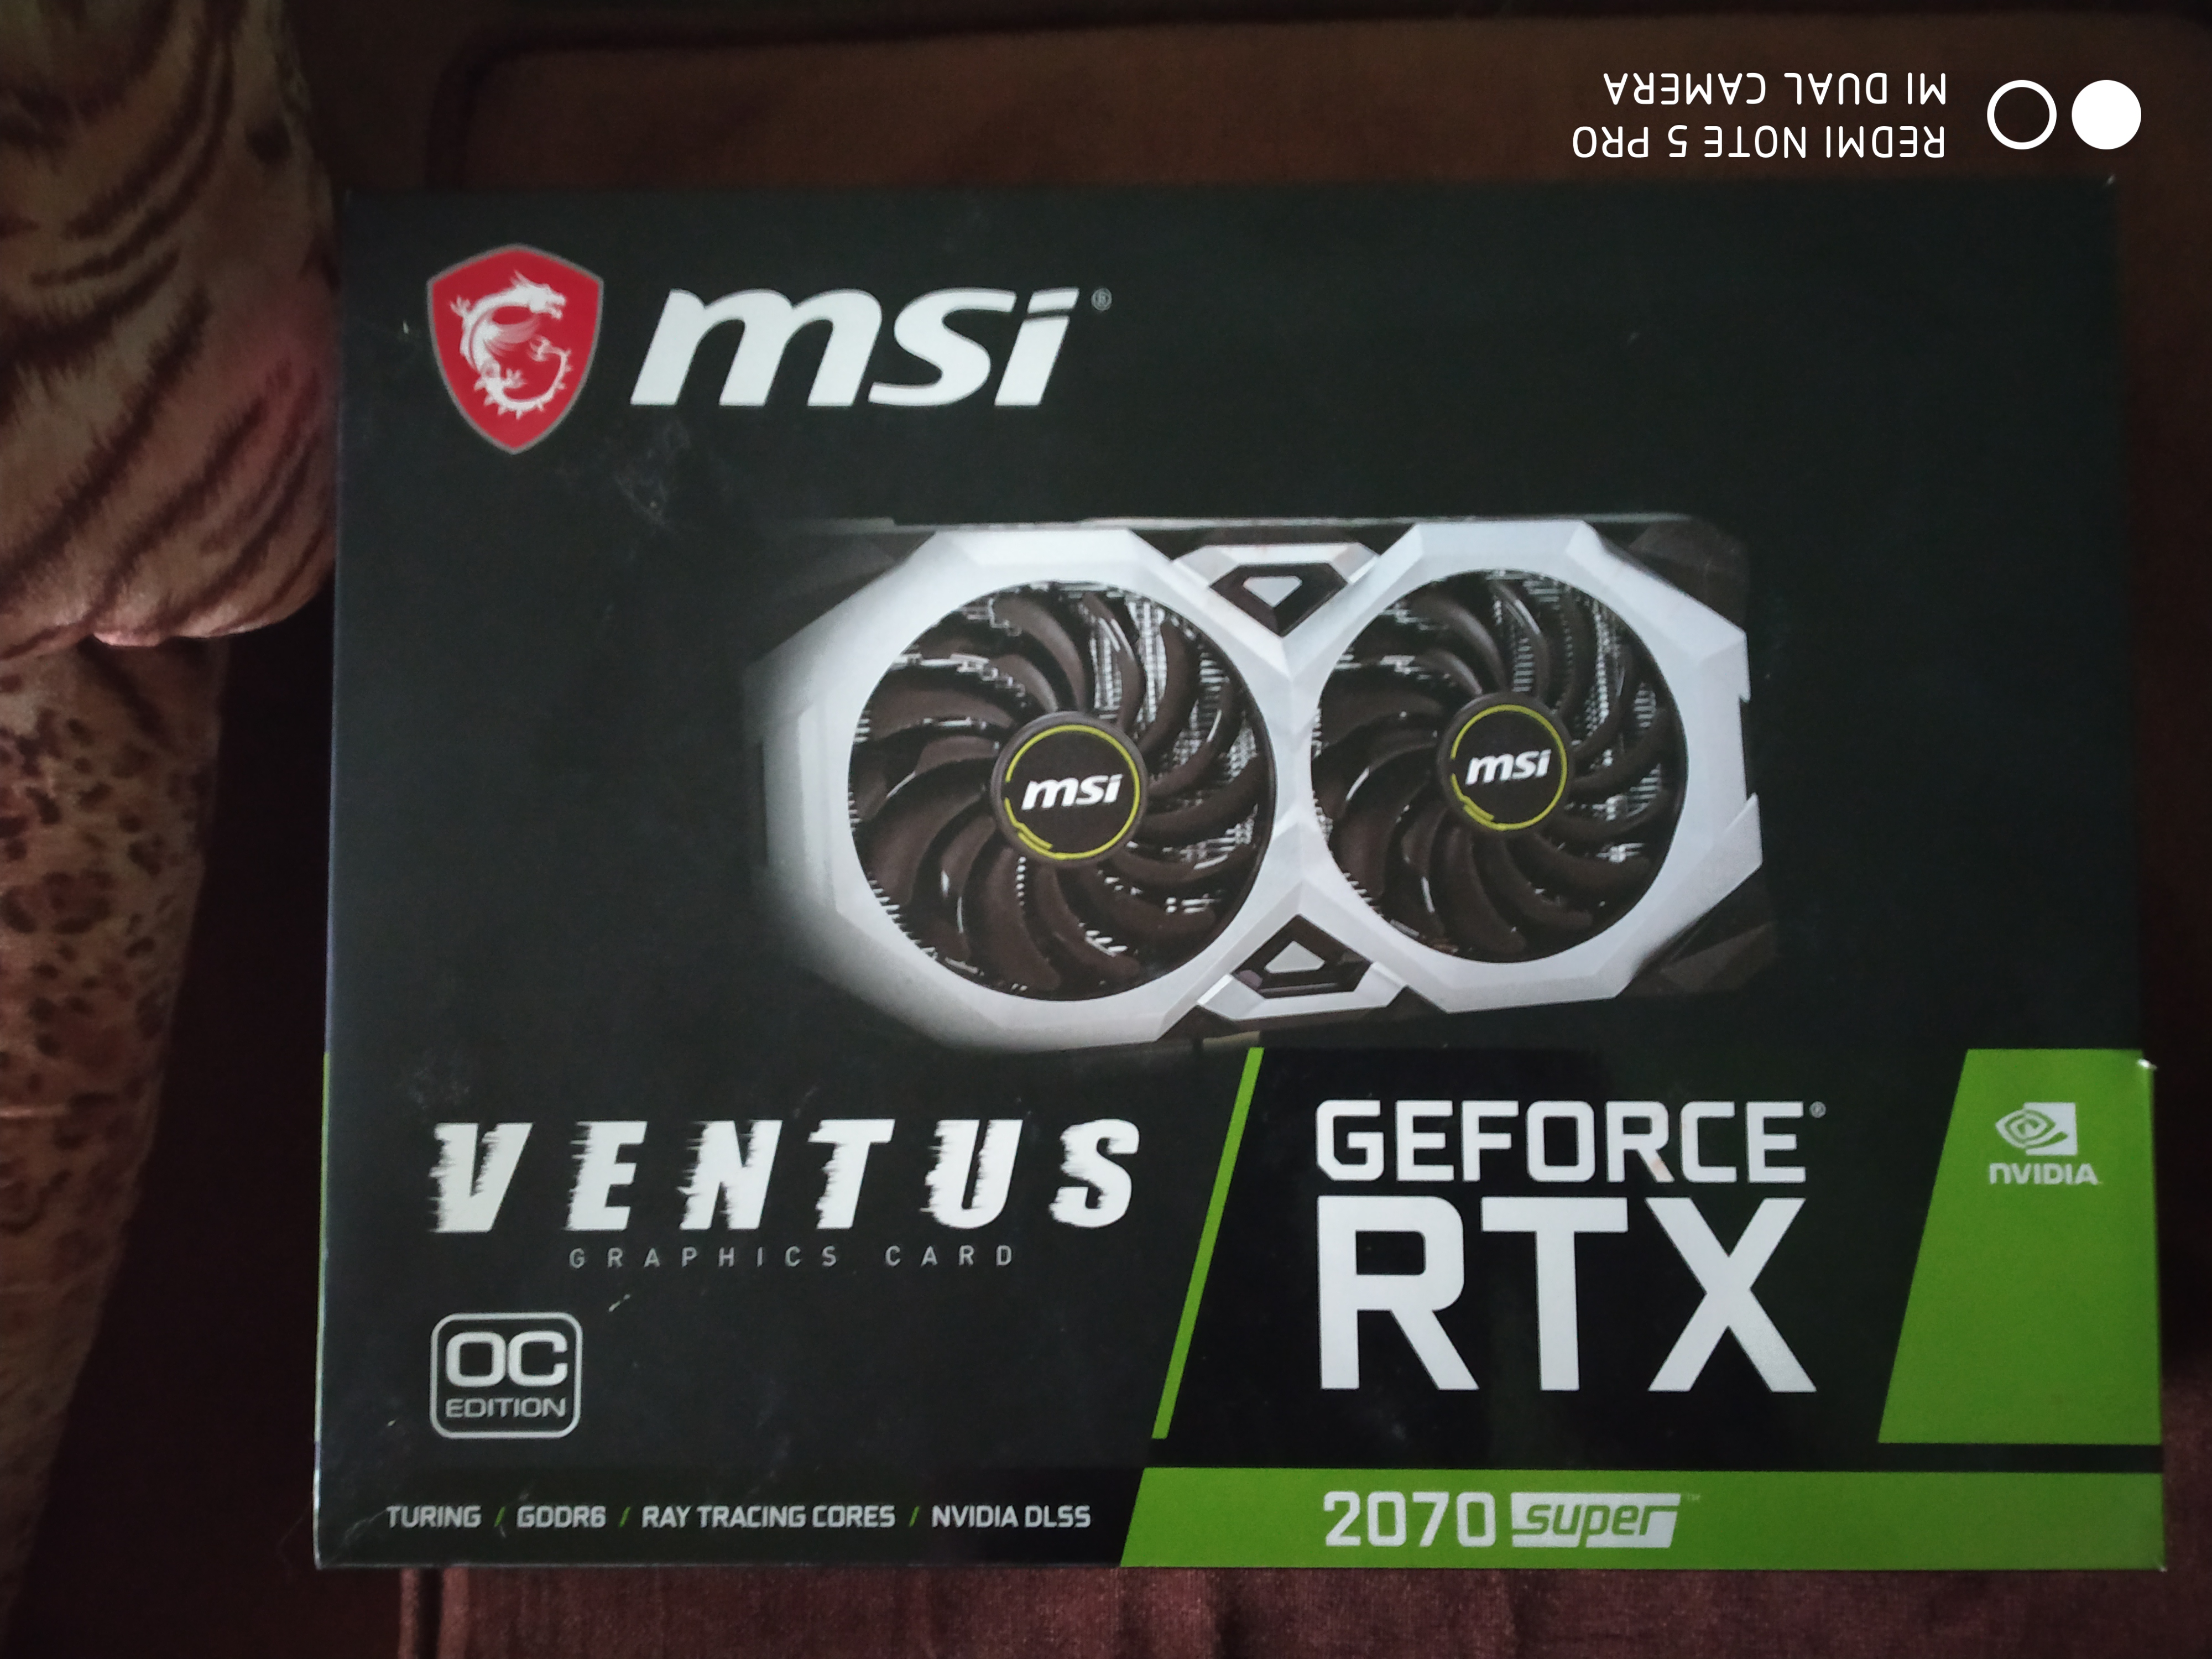 msi®
msi
msi
VENTUS
GRAPHICS CARD
OC
EDITION
GEFORCE®
RTX
nVIDIA
TURING / GDDR6 / RAY TRACING CORES / NVIDIA DLSS
2070 SUPER™
REDMI NOTE 5 PRO
MI DUAL CAMERA